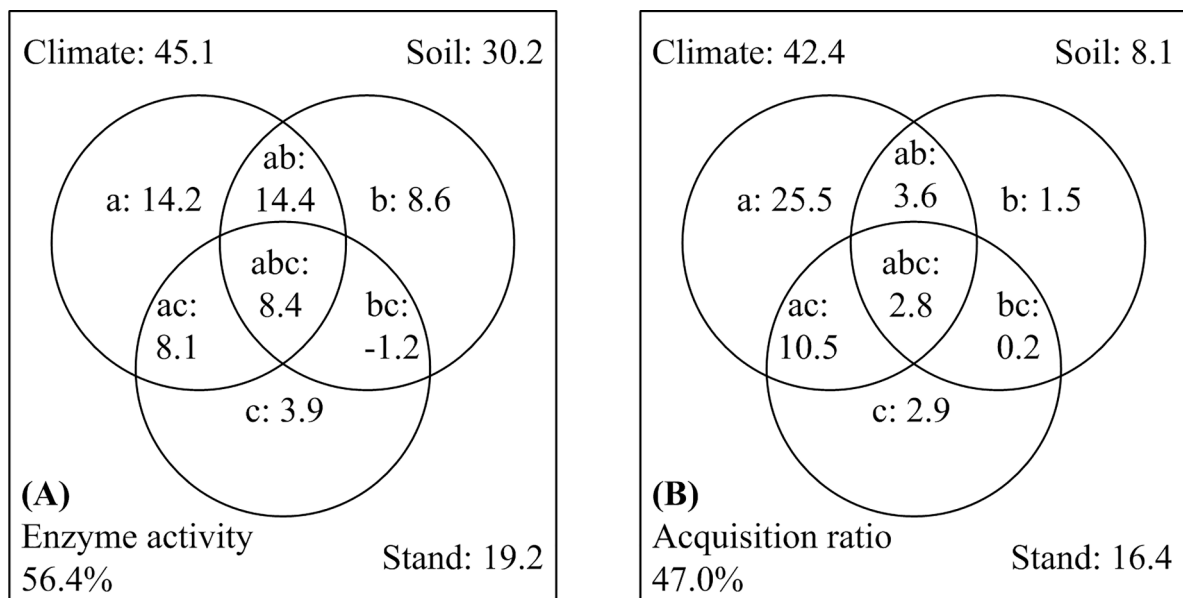 Climate: 45.1
Soil: 30.2
ab:
14.4
a: 14.2
b: 8.6
abc:
8.4
ac:
8.1
bc:
-1.2
c: 3.9
(A)
Enzyme activity
56.4%
Stand: 19.2
Climate: 42.4
Soil: 8.1
ab:
3.6
a: 25.5
b: 1.5
abc:
2.8
ac:
10.5
bc:
0.2
c: 2.9
(B)
Acquisition ratio
47.0%
Stand: 16.4